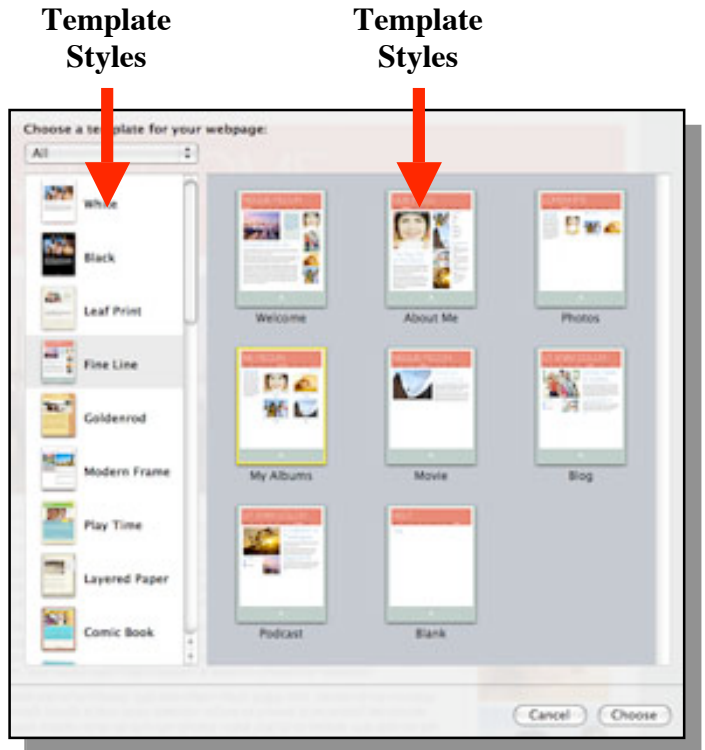 Template
Styles
Template
Styles
Choose a template for your webpage:
All
White
Black
Leaf Print
Fine Line
Goldenrod
Modern Frame
Play Time
Layered Paper
Comic Book
Welcome
About Me
Photos
My Albums
Movie
Blog
Podcast
Blank
Cancel
Choose